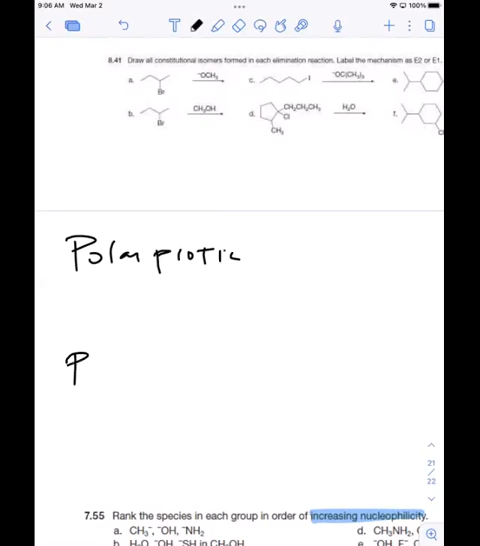 9:06 AM Wed Mar 2
100%
8.41 Draw all constitutional isomers formed in each elimination reaction. Label the mechanism as E2 or E1.
a. Br ⁻OCH₃ c. I ⁻OC(CH₃)₃ e.
b. Br CH₃OH d. CH₂CH₂CH₃ Cl CH₃ H₂O f.
Polar protic
P
21
/
22
7.55 Rank the species in each group in order of increasing nucleophilicity.
a. CH₃⁻, ⁻OH, ⁻NH₂ d. CH₃NH₂,
b. H₂O, ⁻OH, ⁻SH in CH₃OH e. ⁻OH, F⁻,